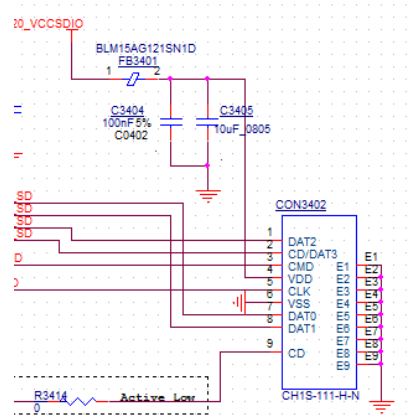 20_VCCSDIO
BLM15AG121SN1D
FB3401
1 2
C3404
100nF5%
C0402
C3405
10uF_0805
SD
SD
SD
SD
D
CON3402
1 DAT2
2 CD/DAT3
3 CMD E1 E1
4 VDD E2 E2
5 CLK E3 E3
6 VSS E4 E4
7 DAT0 E5 E5
8 DAT1 E6 E6
E7 E7
9 CD E8 E8
E9 E9
CH1S-111-H-N
R3414
0
Active Low